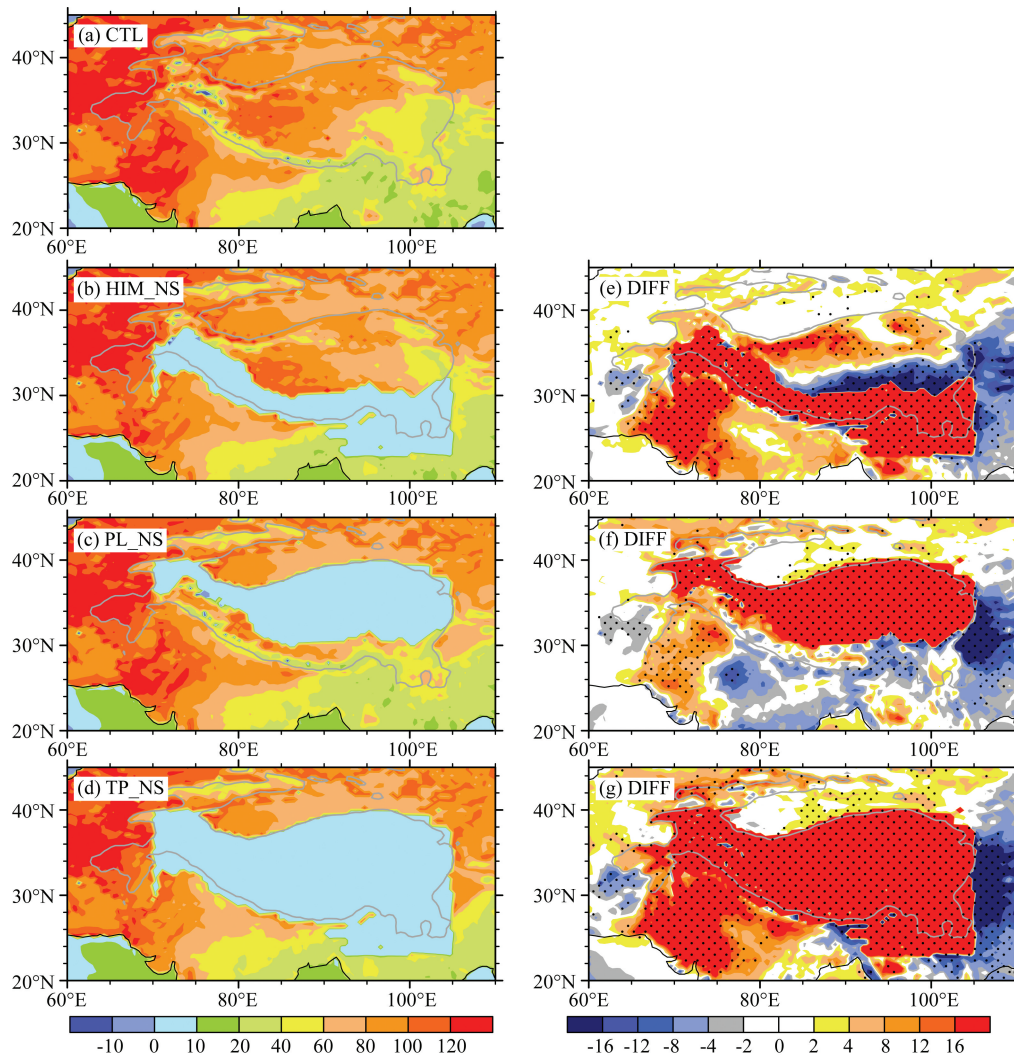 (a) CTL
40°N
30°N
20°N
60°E 80°E 100°E
(b) HIM_NS
40°N
30°N
20°N
60°E 80°E 100°E
(e) DIFF
40°N
30°N
20°N
60°E 80°E 100°E
(c) PL_NS
40°N
30°N
20°N
60°E 80°E 100°E
(f) DIFF
40°N
30°N
20°N
60°E 80°E 100°E
(d) TP_NS
40°N
30°N
20°N
60°E 80°E 100°E
(g) DIFF
40°N
30°N
20°N
60°E 80°E 100°E
-10 0 10 20 40 60 80 100 120
-16 -12 -8 -4 -2 0 2 4 8 12 16